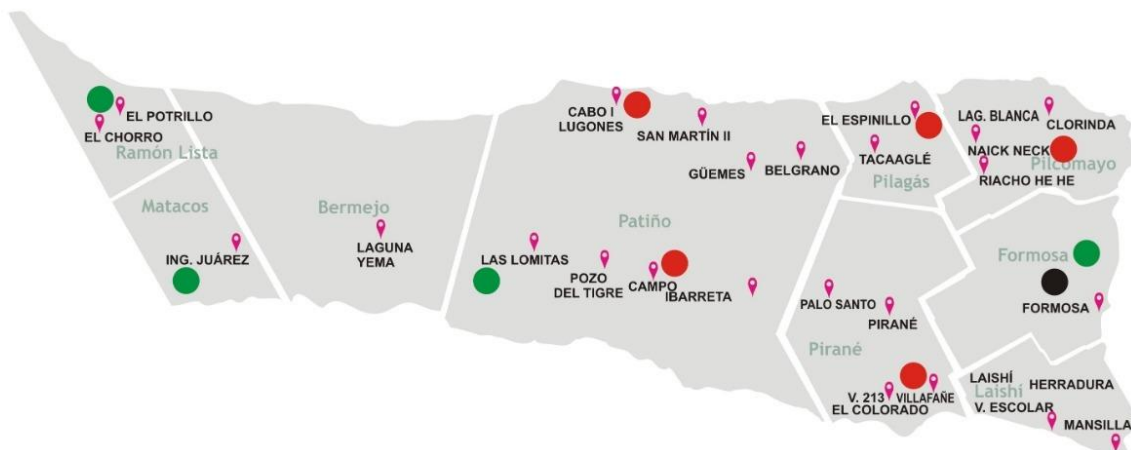 EL POTRILLO
EL CHORRO
Ramón Lista
Matacos
ING. JUÁREZ
Bermejo
LAGUNA
YEMA
CABO I
LUGONES
SAN MARTÍN II
GÜEMES
BELGRANO
Patiño
LAS LOMITAS
POZO
DEL TIGRE
CAMPO
IBARRETA
EL ESPINILLO
TACAAGLÉ
Pilagás
LAG. BLANCA
CLORINDA
NAICK NECK
Pilcomayo
RIACHO HE HE
Formosa
FORMOSA
PALO SANTO
PIRANÉ
Pirané
V. 213
VILLAFAÑE
EL COLORADO
LAISHÍ
HERRADURA
Laishí
V. ESCOLAR
MANSILLA